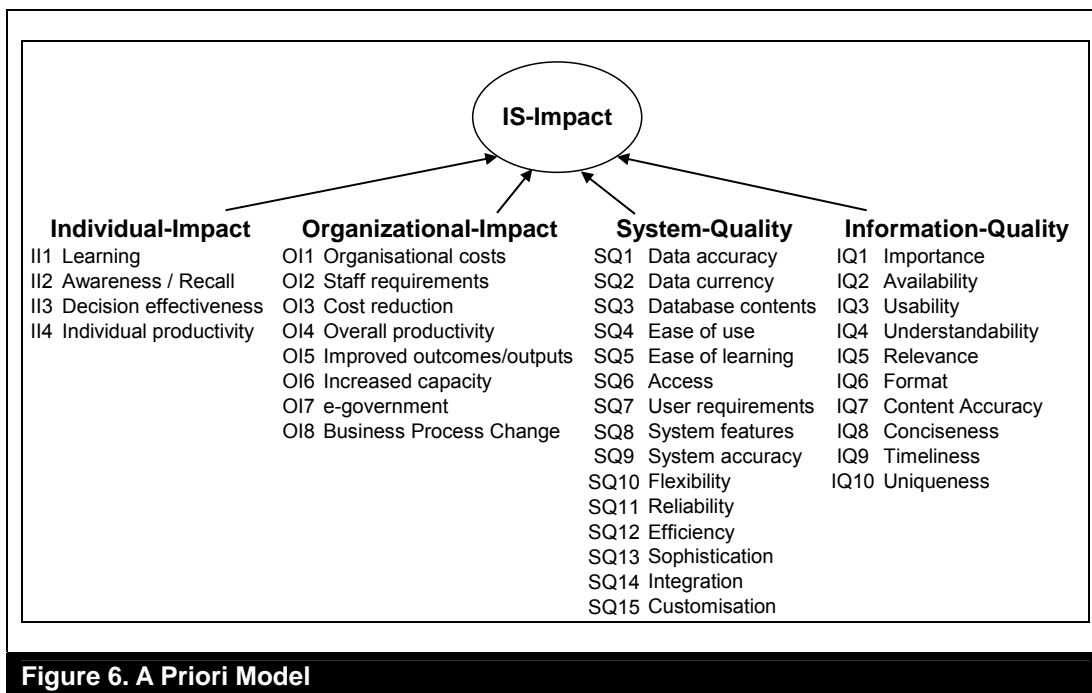 IS-Impact
Individual-Impact
II1 Learning
II2 Awareness / Recall
II3 Decision effectiveness
II4 Individual productivity
Organizational-Impact
OI1 Organisational costs
OI2 Staff requirements
OI3 Cost reduction
OI4 Overall productivity
OI5 Improved outcomes/outputs
OI6 Increased capacity
OI7 e-government
OI8 Business Process Change
System-Quality
SQ1 Data accuracy
SQ2 Data currency
SQ3 Database contents
SQ4 Ease of use
SQ5 Ease of learning
SQ6 Access
SQ7 User requirements
SQ8 System features
SQ9 System accuracy
SQ10 Flexibility
SQ11 Reliability
SQ12 Efficiency
SQ13 Sophistication
SQ14 Integration
SQ15 Customisation
Information-Quality
IQ1 Importance
IQ2 Availability
IQ3 Usability
IQ4 Understandability
IQ5 Relevance
IQ6 Format
IQ7 Content Accuracy
IQ8 Conciseness
IQ9 Timeliness
IQ10 Uniqueness
Figure 6. A Priori Model